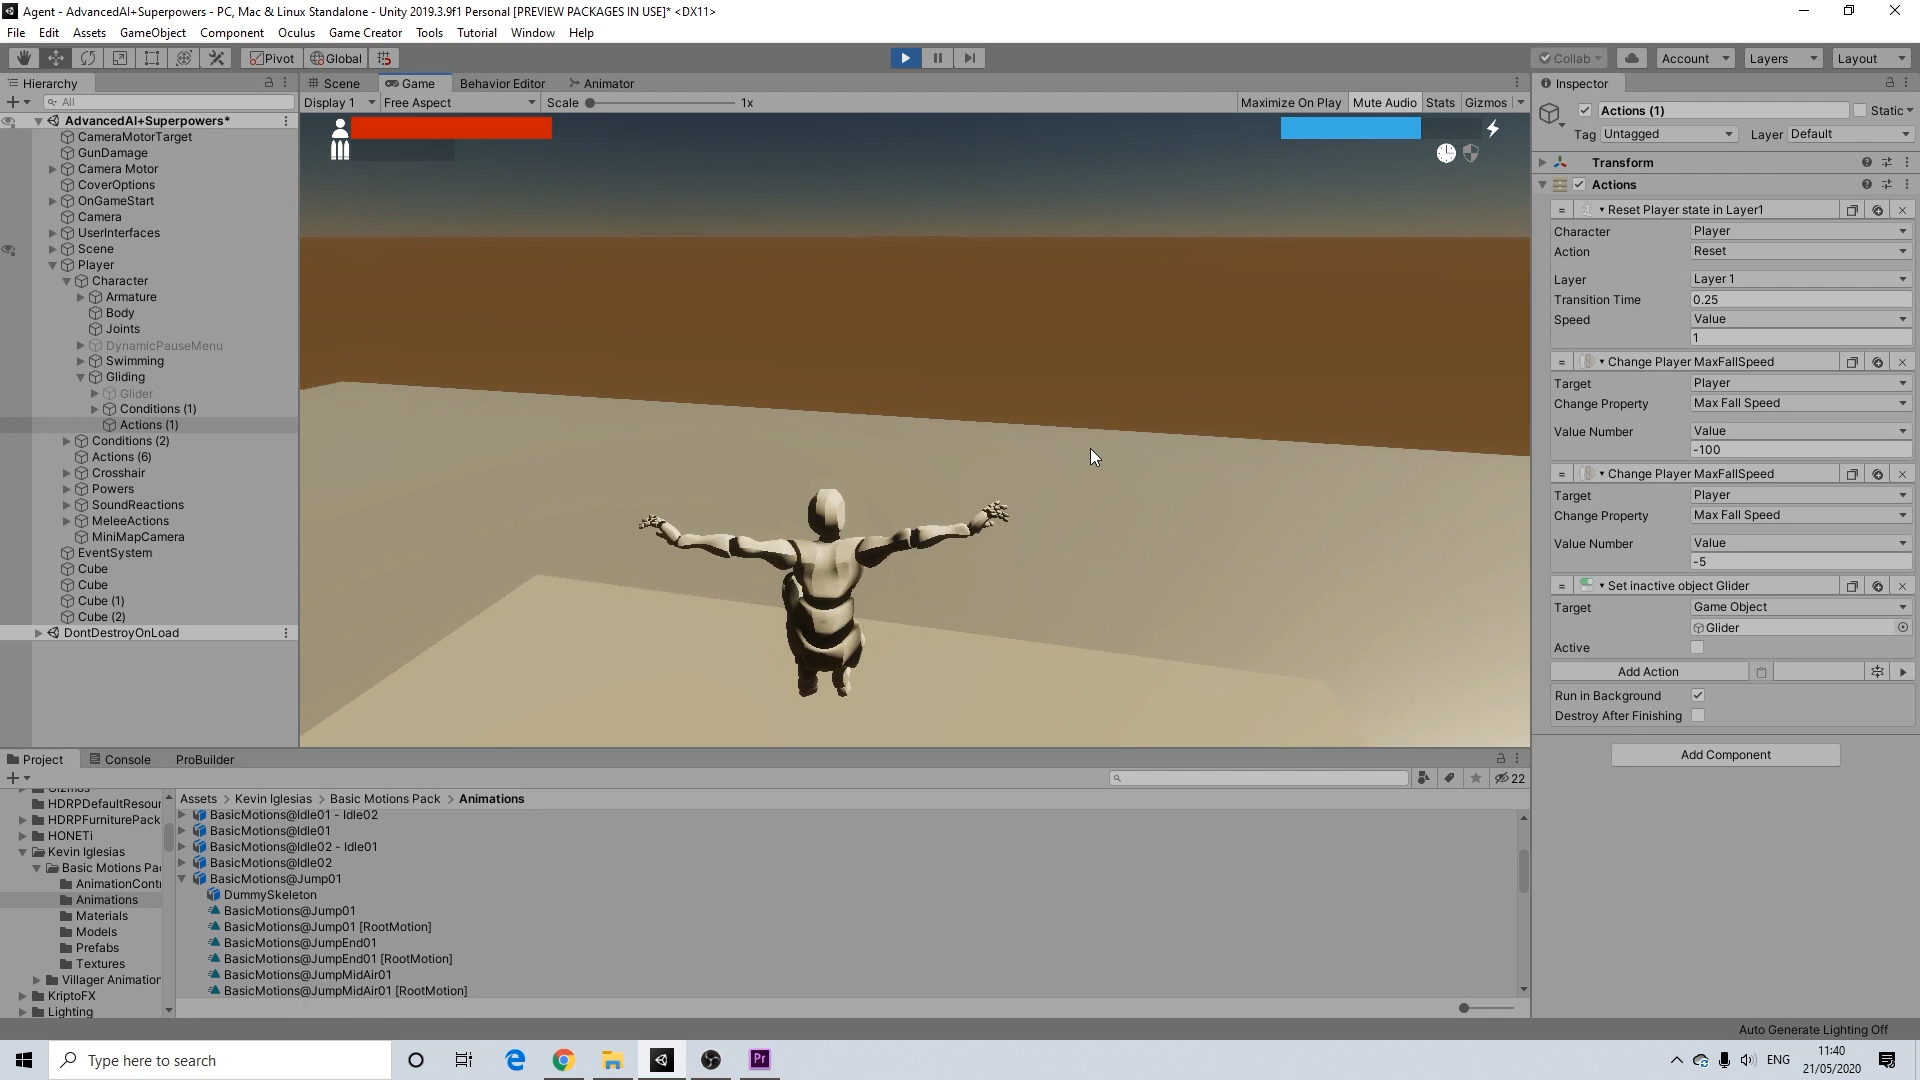 Agent - AdvancedAI+Superpowers - PC, Mac & Linux Standalone - Unity 2019.3.9f1 Personal [PREVIEW PACKAGES IN USE]* <DX11>
File Edit Assets GameObject Component Oculus Game Creator Tools Tutorial Window Help
Pivot Global Collab Account Layers Layout
Hierarchy
All
AdvancedAI+Superpowers*
CameraMotorTarget
GunDamage
Camera Motor
CoverOptions
OnGameStart
Camera
UserInterfaces
Scene
Player
Character
Armature
Body
Joints
DynamicPauseMenu
Swimming
Gliding
Glider
Conditions (1)
Actions (1)
Conditions (2)
Actions (6)
Crosshair
Powers
SoundReactions
MeleeActions
MiniMapCamera
EventSystem
Cube
Cube
Cube (1)
Cube (2)
DontDestroyOnLoad
Scene Game Behavior Editor Animator
Display 1 Free Aspect Scale 1x Maximize On Play Mute Audio Stats Gizmos
Inspector
Actions (1) Static
Tag Untagged Layer Default
Transform
Actions
Reset Player state in Layer1
Character Player
Action Reset
Layer Layer 1
Transition Time 0.25
Speed Value
1
Change Player MaxFallSpeed
Target Player
Change Property Max Fall Speed
Value Number Value
-100
Change Player MaxFallSpeed
Target Player
Change Property Max Fall Speed
Value Number Value
-5
Set inactive object Glider
Target Game Object
Glider
Active
Add Action
Run in Background
Destroy After Finishing
Add Component
Project Console ProBuilder
22
HDRPDefaultResour
HDRPFurniturePack
HONETi
Kevin Iglesias
Basic Motions Pa
AnimationCont
Animations
Materials
Models
Prefabs
Textures
Villager Animation
KriptoFX
Lighting
Assets > Kevin Iglesias > Basic Motions Pack > Animations
BasicMotions@Idle01 - Idle02
BasicMotions@Idle01
BasicMotions@Idle02 - Idle01
BasicMotions@Idle02
BasicMotions@Jump01
DummySkeleton
BasicMotions@Jump01
BasicMotions@Jump01 [RootMotion]
BasicMotions@JumpEnd01
BasicMotions@JumpEnd01 [RootMotion]
BasicMotions@JumpMidAir01
BasicMotions@JumpMidAir01 [RootMotion]
Auto Generate Lighting Off
Type here to search
Pr
ENG
11:40
21/05/2020